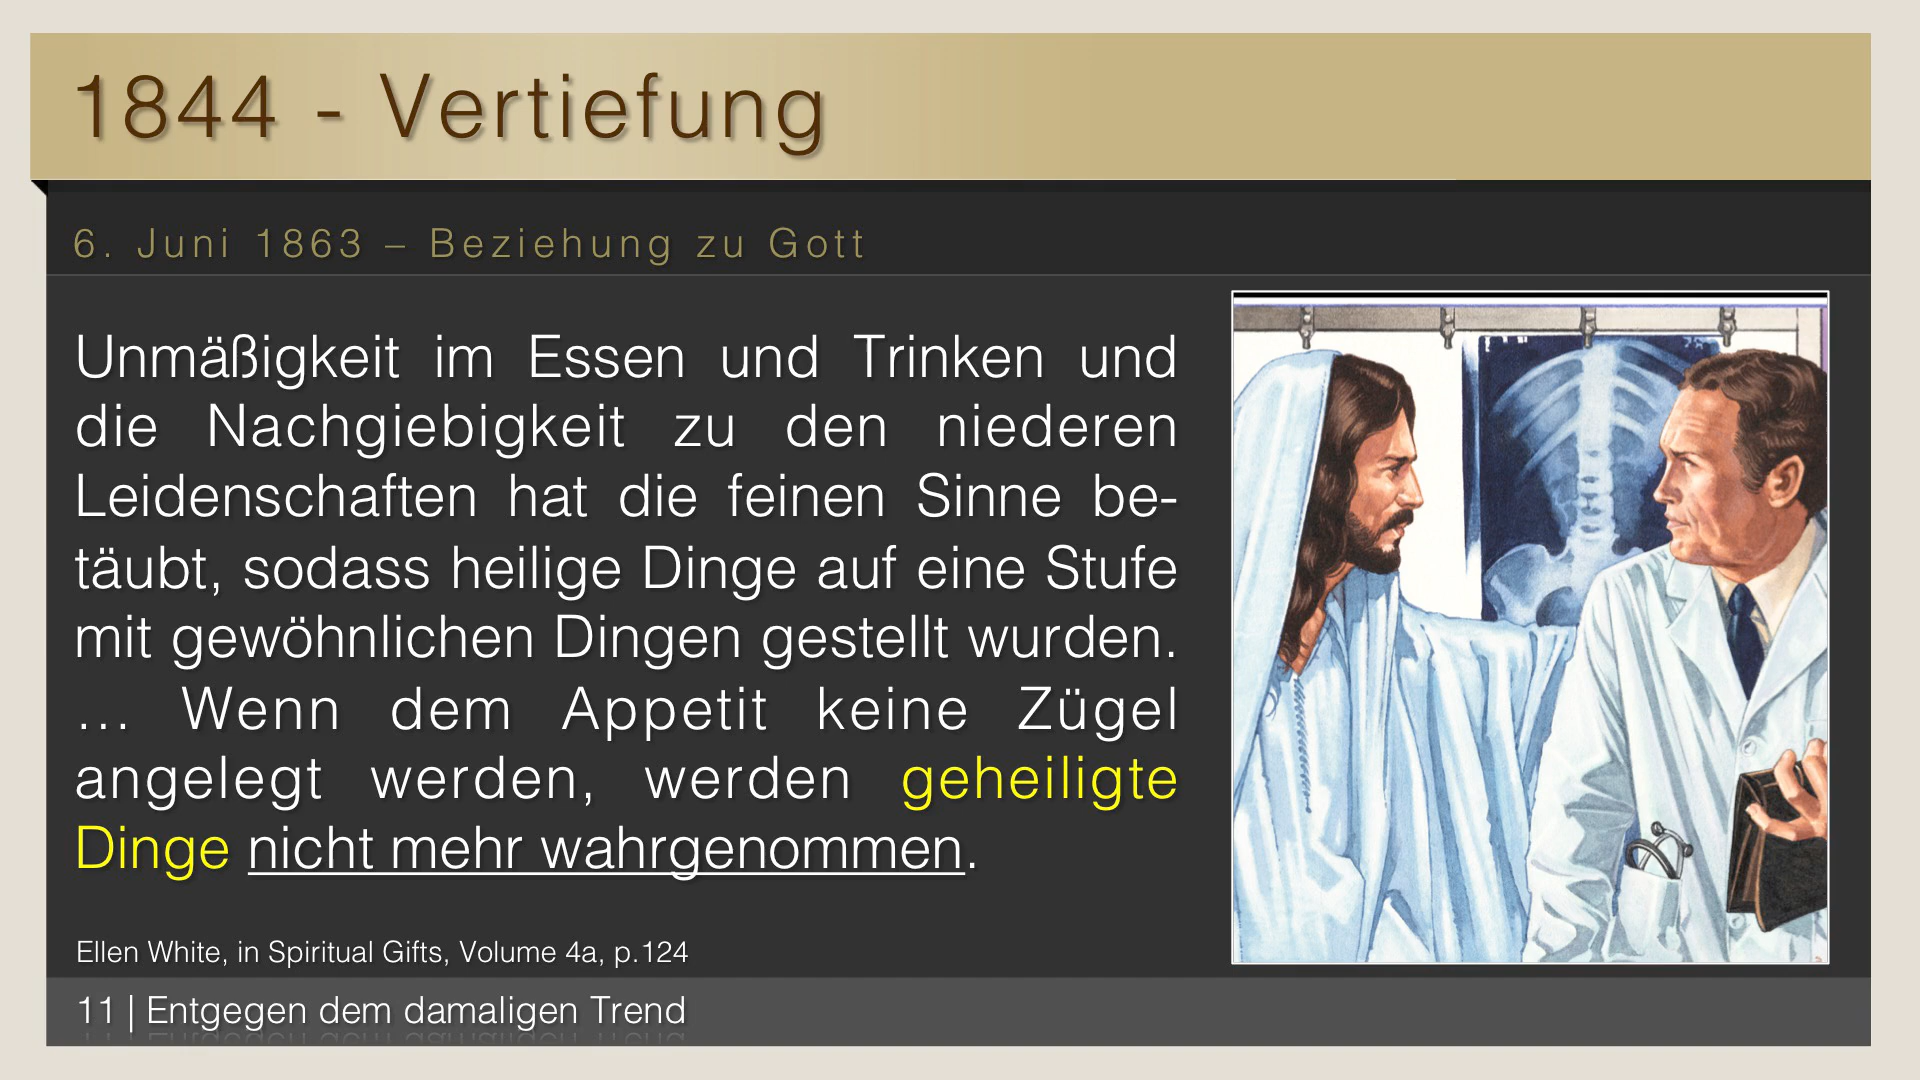 1844 - Vertiefung
6. Juni 1863 – Beziehung zu Gott
Unmäßigkeit im Essen und Trinken und
die Nachgiebigkeit zu den niederen
Leidenschaften hat die feinen Sinne be-
täubt, sodass heilige Dinge auf eine Stufe
mit gewöhnlichen Dingen gestellt wurden.
… Wenn dem Appetit keine Zügel
angelegt werden, werden geheiligte
Dinge nicht mehr wahrgenommen.
Ellen White, in Spiritual Gifts, Volume 4a, p.124
11 | Entgegen dem damaligen Trend